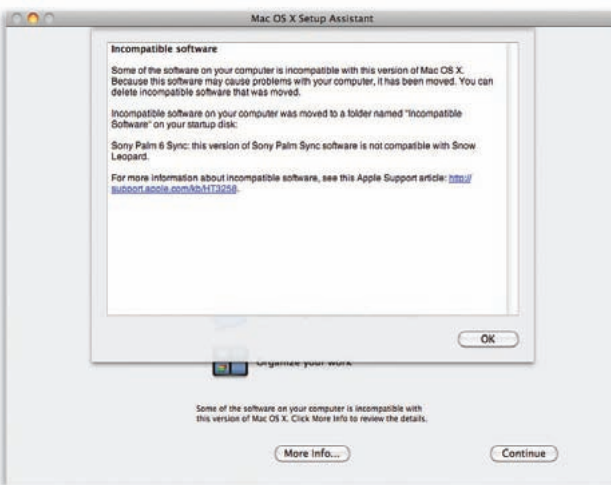 Mac OS X Setup Assistant
Incompatible software
Some of the software on your computer is incompatible with this version of Mac OS X.
Because this software may cause problems with your computer, it has been moved. You can
delete incompatible software that was moved.
Incompatible software on your computer was moved to a folder named "Incompatible
Software" on your startup disk:
Sony Palm 6 Sync: this version of Sony Palm Sync software is not compatible with Snow
Leopard.
For more information about incompatible software, see this Apple Support article: http://
support.apple.com/kb/HT3258.
OK
Organize your work
Some of the software on your computer is incompatible with
this version of Mac OS X. Click More Info to review the details.
More Info...
Continue